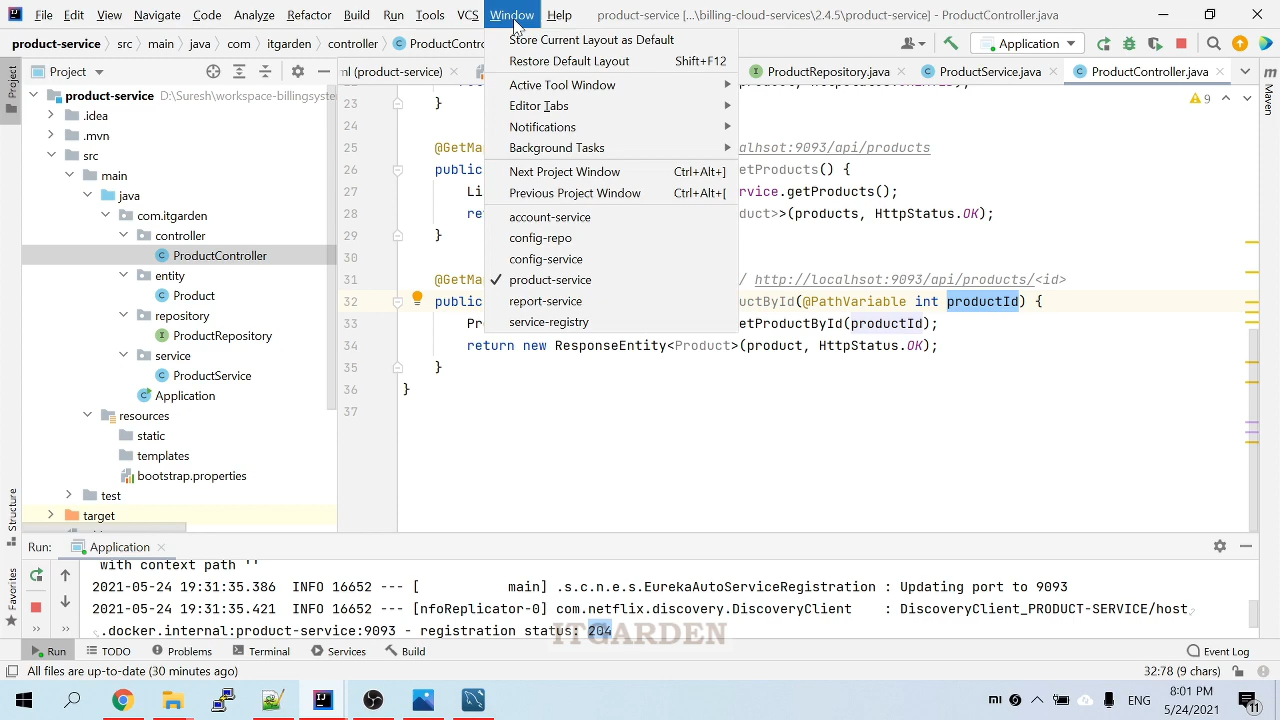 File Edit View Navigate Code Analyze Refactor Build Run Tools VCS Window Help product-service [...\billing-cloud-services\2.4.5\product-service] - ProductController.java
product-service src main java com itgarden controller ProductContr Application
Project ml (product-service) ProductRepository.java ProductService.java ProductController.java
Store Current Layout as Default
Restore Default Layout Shift+F12
Active Tool Window
Editor Tabs
Notifications
Background Tasks
Next Project Window Ctrl+Alt+]
Previous Project Window Ctrl+Alt+[
account-service
config-repo
config-service
product-service
report-service
service-registry
Project
Structure
Favorites
Maven
product-service D:\Suresh\workspace-billingsystem
.idea
.mvn
src
main
java
com.itgarden
controller
ProductController
entity
Product
repository
ProductRepository
service
ProductService
Application
resources
static
templates
bootstrap.properties
test
target
9
23 }
24
25 @GetMa lhsot:9093/api/products
26 public etProducts() {
27 Li ervice.getProducts();
28 ret oduct>>(products, HttpStatus.OK);
29 }
30
31 @GetMa / http://localhsot:9093/api/products/<id>
32 public ductById(@PathVariable int productId) {
33 Pr etProductById(productId);
34 return new ResponseEntity<Product>(product, HttpStatus.OK);
35 }
36 }
37
Run: Application
with context path ''
2021-05-24 19:31:35.386 INFO 16652 --- [ main] .s.c.n.e.s.EurekaAutoServiceRegistration : Updating port to 9093
2021-05-24 19:31:35.421 INFO 16652 --- [nfoReplicator-0] com.netflix.discovery.DiscoveryClient : DiscoveryClient_PRODUCT-SERVICE/host
.docker.internal:product-service:9093 - registration status: 204
ITGARDEN
Run TODO Problems Terminal Services Build Event Log
All files are up-to-date (30 minutes ago) 32:78 (9 chars)
ENG 8:01 PM
5/24/2021 11